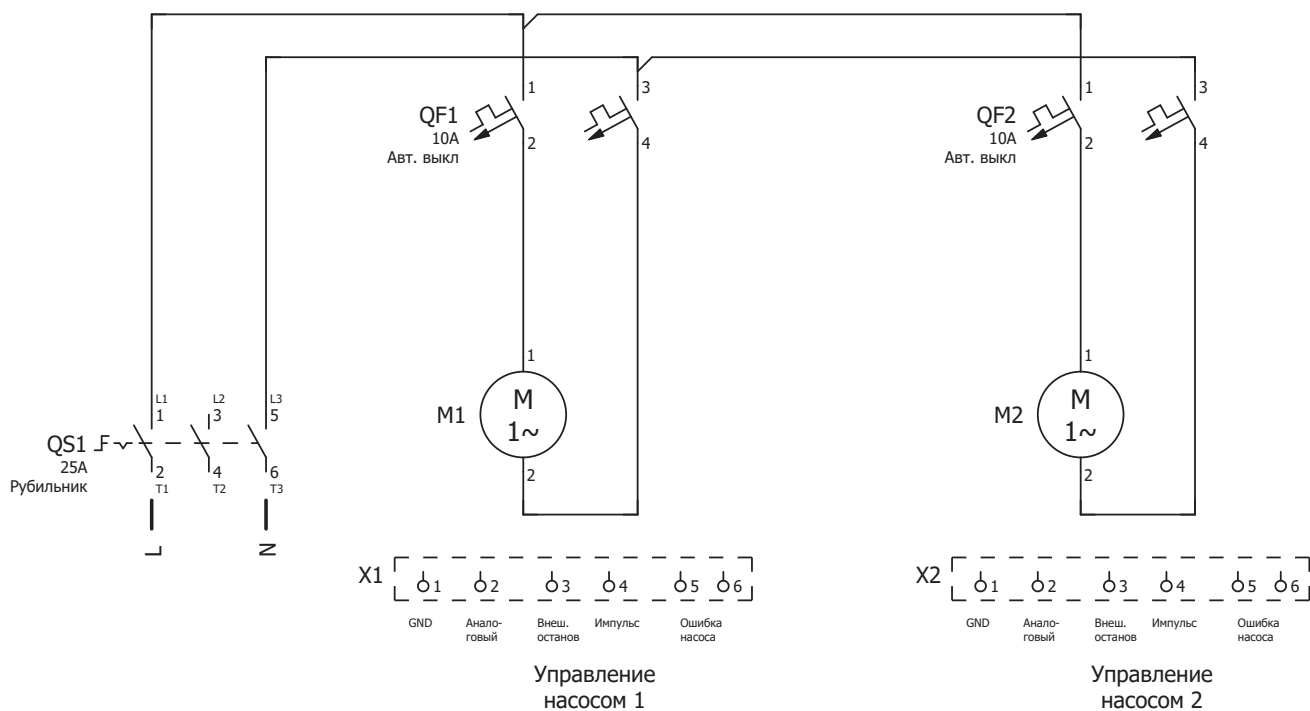 1
3
1
3
QF1
10A
Авт. выкл
2
4
QF2
10A
Авт. выкл
2
4
1
1
M1
M
1~
M2
M
1~
2
2
L1
L2
L3
1
3
5
QS1
25A
Рубильник
2
4
6
T1
T2
T3
L
N
X1
1
2
3
4
5
6
GND
Анало-
говый
Внеш.
останов
Импульс
Ошибка
насоса
Управление
насосом 1
X2
1
2
3
4
5
6
GND
Анало-
говый
Внеш.
останов
Импульс
Ошибка
насоса
Управление
насосом 2